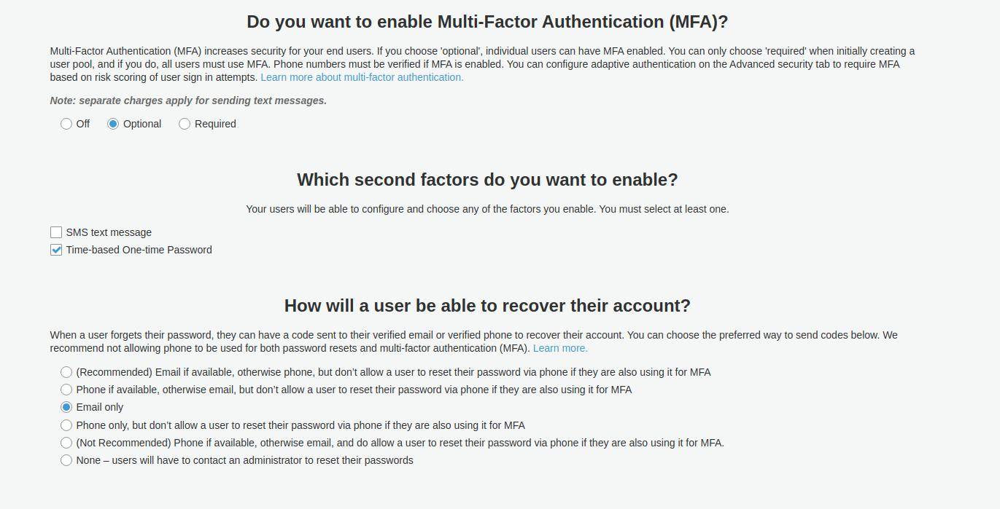 Do you want to enable Multi-Factor Authentication (MFA)?
Multi-Factor Authentication (MFA) increases security for your end users. If you choose 'optional', individual users can have MFA enabled. You can only choose 'required' when initially creating a
user pool, and if you do, all users must use MFA. Phone numbers must be verified if MFA is enabled. You can configure adaptive authentication on the Advanced security tab to require MFA
based on risk scoring of user sign in attempts. Learn more about multi-factor authentication.
Note: separate charges apply for sending text messages.
Off Optional Required
Which second factors do you want to enable?
Your users will be able to configure and choose any of the factors you enable. You must select at least one.
SMS text message
Time-based One-time Password
How will a user be able to recover their account?
When a user forgets their password, they can have a code sent to their verified email or verified phone to recover their account. You can choose the preferred way to send codes below. We
recommend not allowing phone to be used for both password resets and multi-factor authentication (MFA). Learn more.
(Recommended) Email if available, otherwise phone, but don’t allow a user to reset their password via phone if they are also using it for MFA
Phone if available, otherwise email, but don’t allow a user to reset their password via phone if they are also using it for MFA
Email only
Phone only, but don’t allow a user to reset their password via phone if they are also using it for MFA
(Not Recommended) Phone if available, otherwise email, and do allow a user to reset their password via phone if they are also using it for MFA.
None – users will have to contact an administrator to reset their passwords